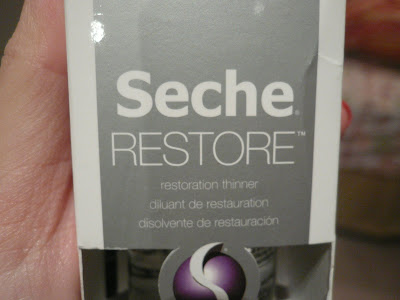 Seche®
RESTORE™
restoration thinner
diluant de restauration
disolvente de restauración